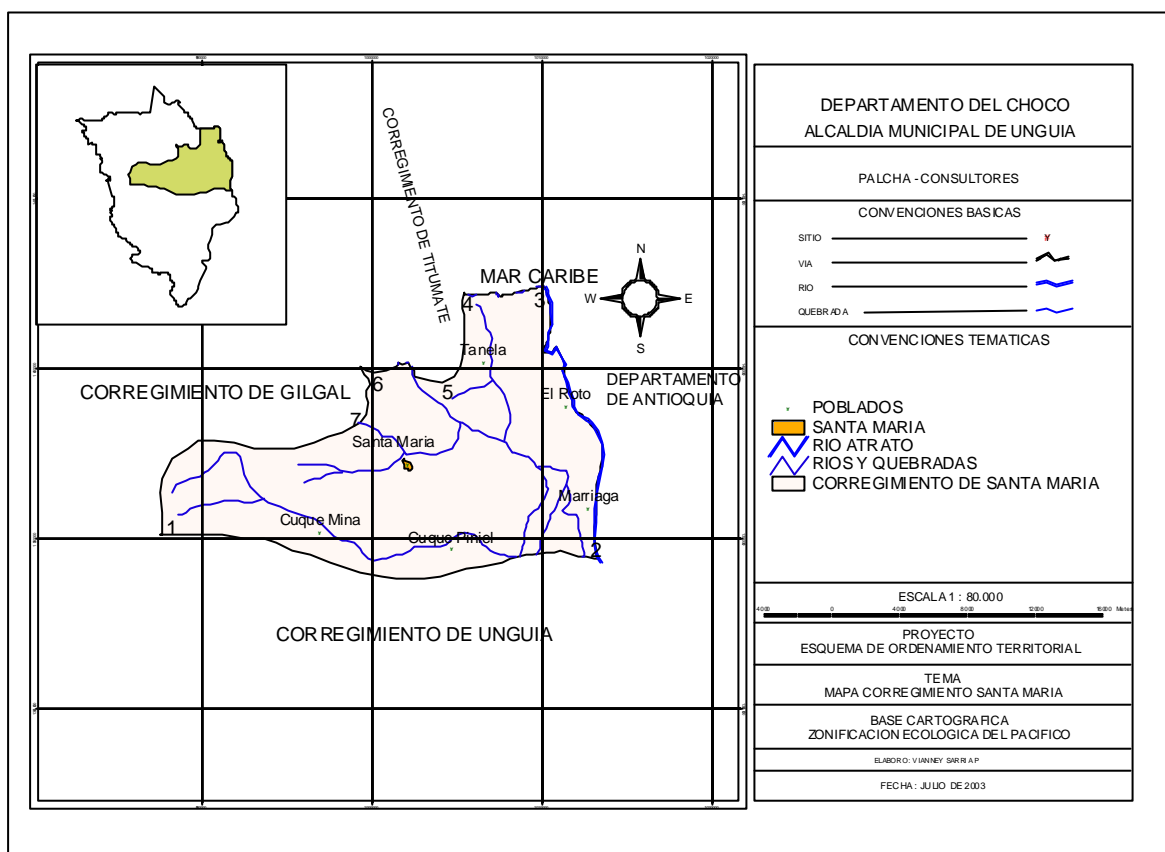 CORREGIMIENTO DE TITUMATE
MAR CARIBE
N
W
E
S
4
3
Tanela
CORREGIMIENTO DE GILGAL
6
5
El Roto
DEPARTAMENTO
DE ANTIOQUIA
7
Santa Maria
Marriaga
1
Cuque Mina
Cuque Piniel
2
CORREGIMIENTO DE UNGUIA
DEPARTAMENTO DEL CHOCO
ALCALDIA MUNICIPAL DE UNGUIA
PALCHA - CONSULTORES
CONVENCIONES BASICAS
SITIO
VIA
RIO
QUEBRADA
CONVENCIONES TEMATICAS
POBLADOS
SANTA MARIA
RIO ATRATO
RIOS Y QUEBRADAS
CORREGIMIENTO DE SANTA MARIA
ESCALA 1 : 80.000
4000 0 4000 8000 12000 16000 Meters
PROYECTO
ESQUEMA DE ORDENAMIENTO TERRITORIAL
TEMA
MAPA CORREGIMIENTO SANTA MARIA
BASE CARTOGRAFICA
ZONIFICACION ECOLOGICA DEL PACIFICO
ELABORO: VIANNEY SARRIA P
FECHA : JULIO DE 2003